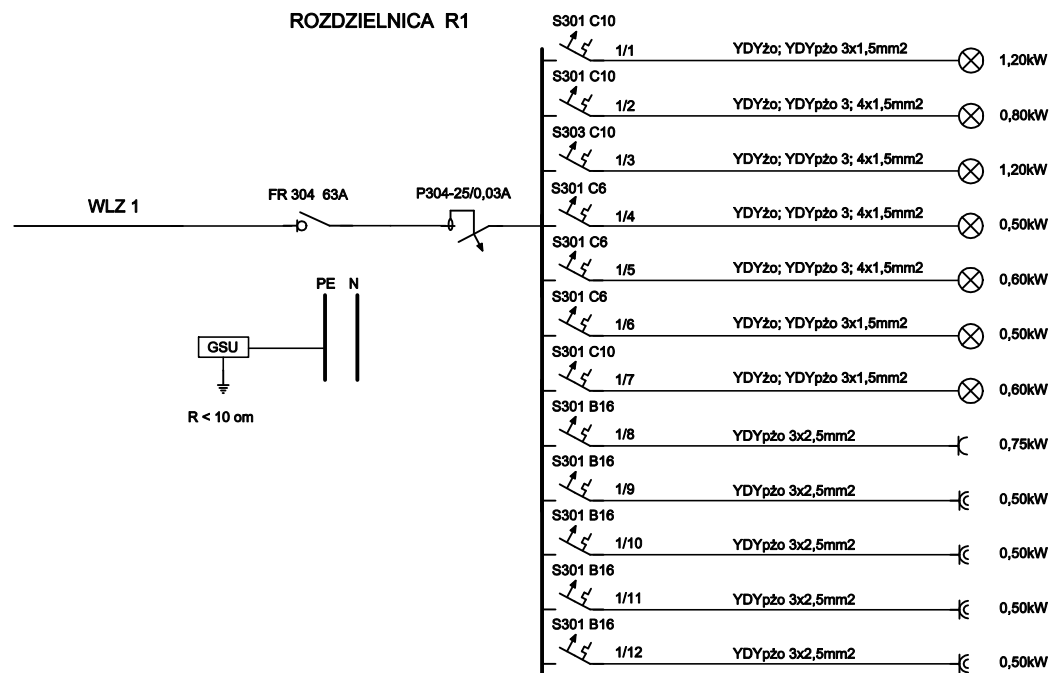 ROZDZIELNICA R1
S301 C10
1/1 YDYżo; YDYpżo 3x1,5mm2 1,20kW
S301 C10
1/2 YDYżo; YDYpżo 3; 4x1,5mm2 0,80kW
S303 C10
1/3 YDYżo; YDYpżo 3; 4x1,5mm2 1,20kW
WLZ 1
FR 304 63A
P304-25/0,03A
S301 C6
1/4 YDYżo; YDYpżo 3; 4x1,5mm2 0,50kW
S301 C6
1/5 YDYżo; YDYpżo 3; 4x1,5mm2 0,60kW
PE N
S301 C6
1/6 YDYżo; YDYpżo 3x1,5mm2 0,50kW
GSU
R < 10 om
S301 C10
1/7 YDYżo; YDYpżo 3x1,5mm2 0,60kW
S301 B16
1/8 YDYpżo 3x2,5mm2 0,75kW
S301 B16
1/9 YDYpżo 3x2,5mm2 0,50kW
S301 B16
1/10 YDYpżo 3x2,5mm2 0,50kW
S301 B16
1/11 YDYpżo 3x2,5mm2 0,50kW
S301 B16
1/12 YDYpżo 3x2,5mm2 0,50kW